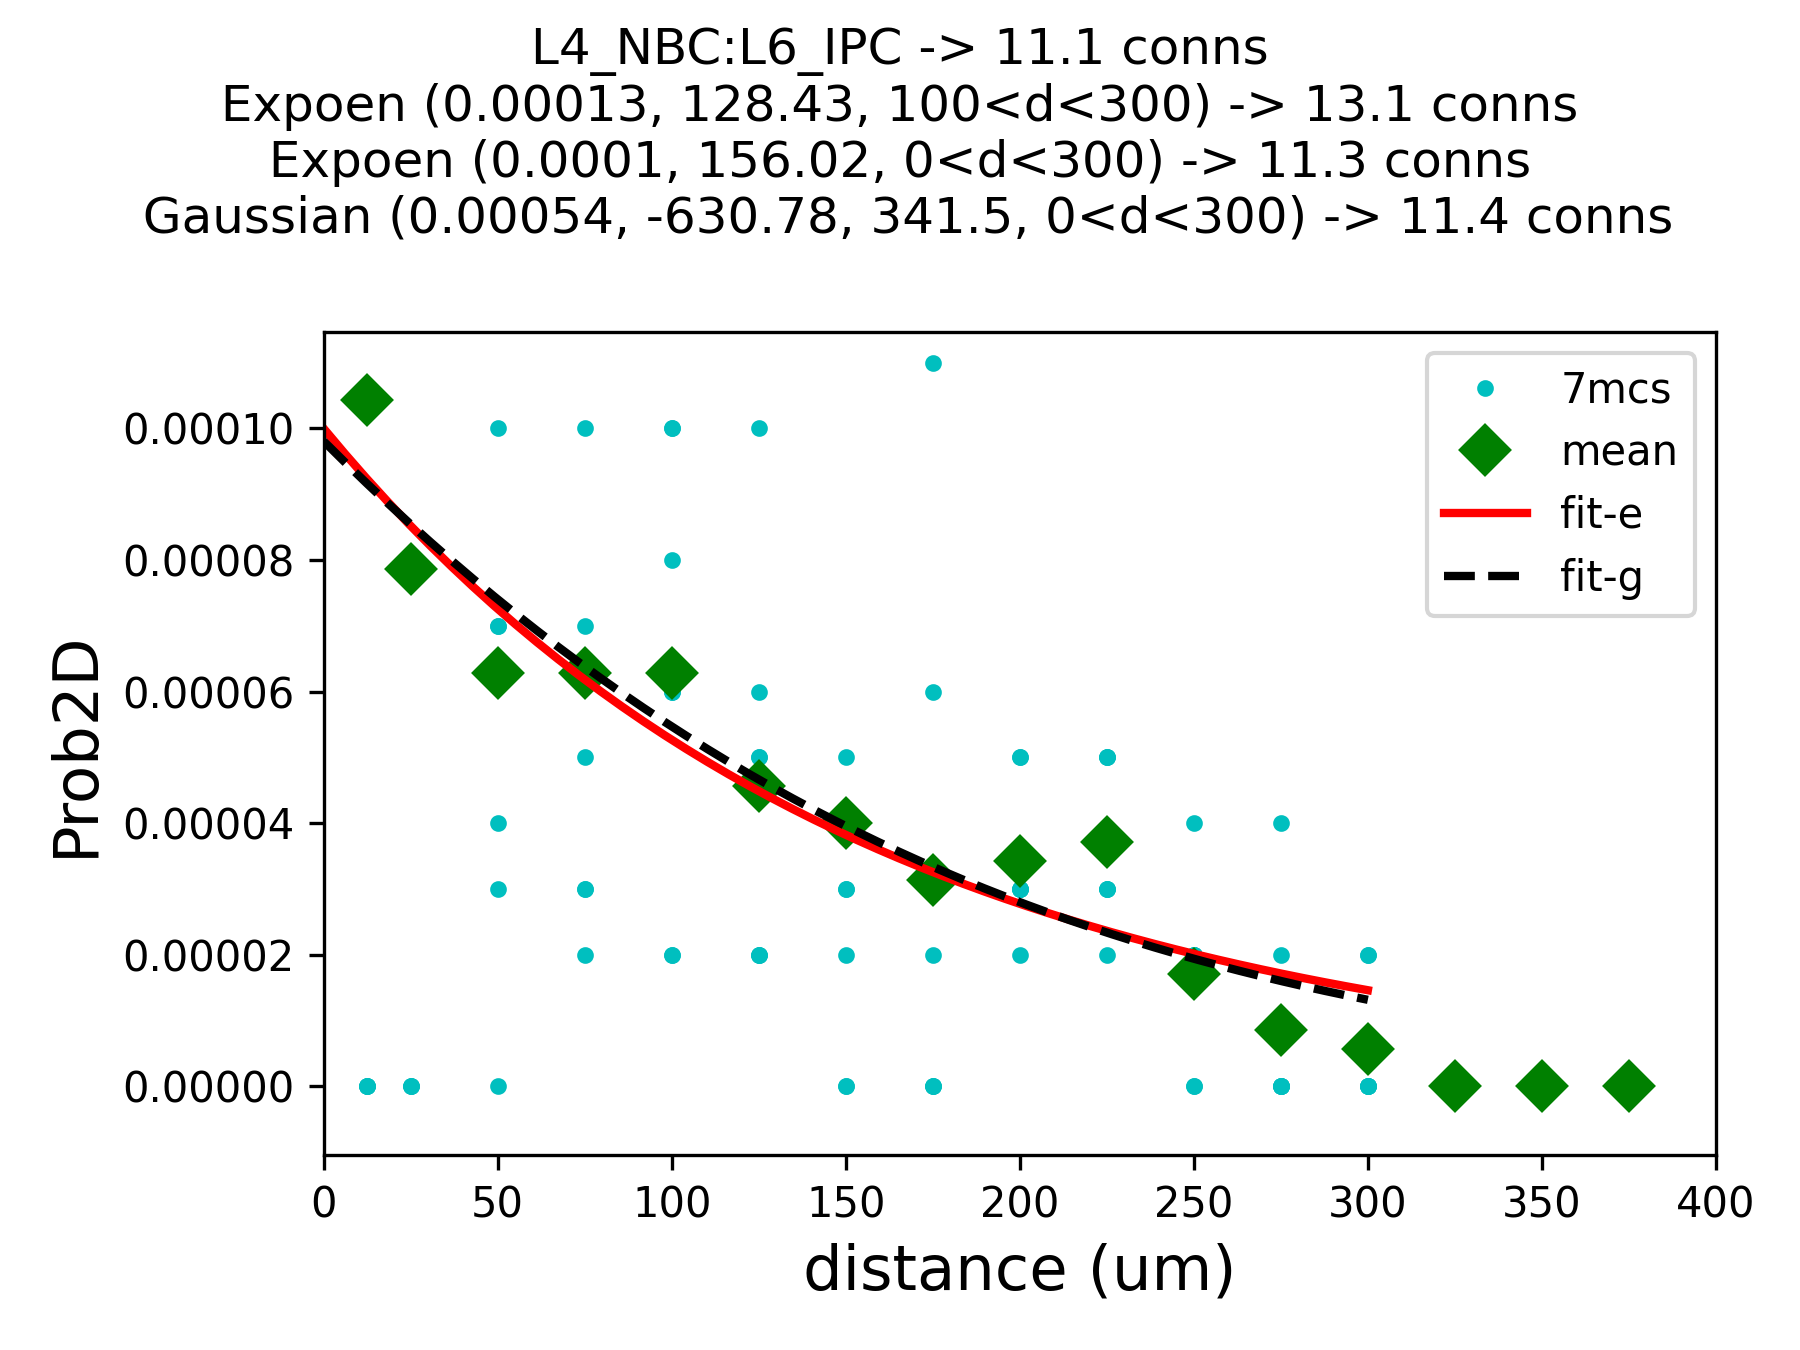 L4_NBC:L6_IPC -> 11.1 conns
Expoen (0.00013, 128.43, 100<d<300) -> 13.1 conns
Expoen (0.0001, 156.02, 0<d<300) -> 11.3 conns
Gaussian (0.00054, -630.78, 341.5, 0<d<300) -> 11.4 conns
7mcs
mean
fit-e
fit-g
Prob2D
0.00010
0.00008
0.00006
0.00004
0.00002
0.00000
0 50 100 150 200 250 300 350 400
distance (um)